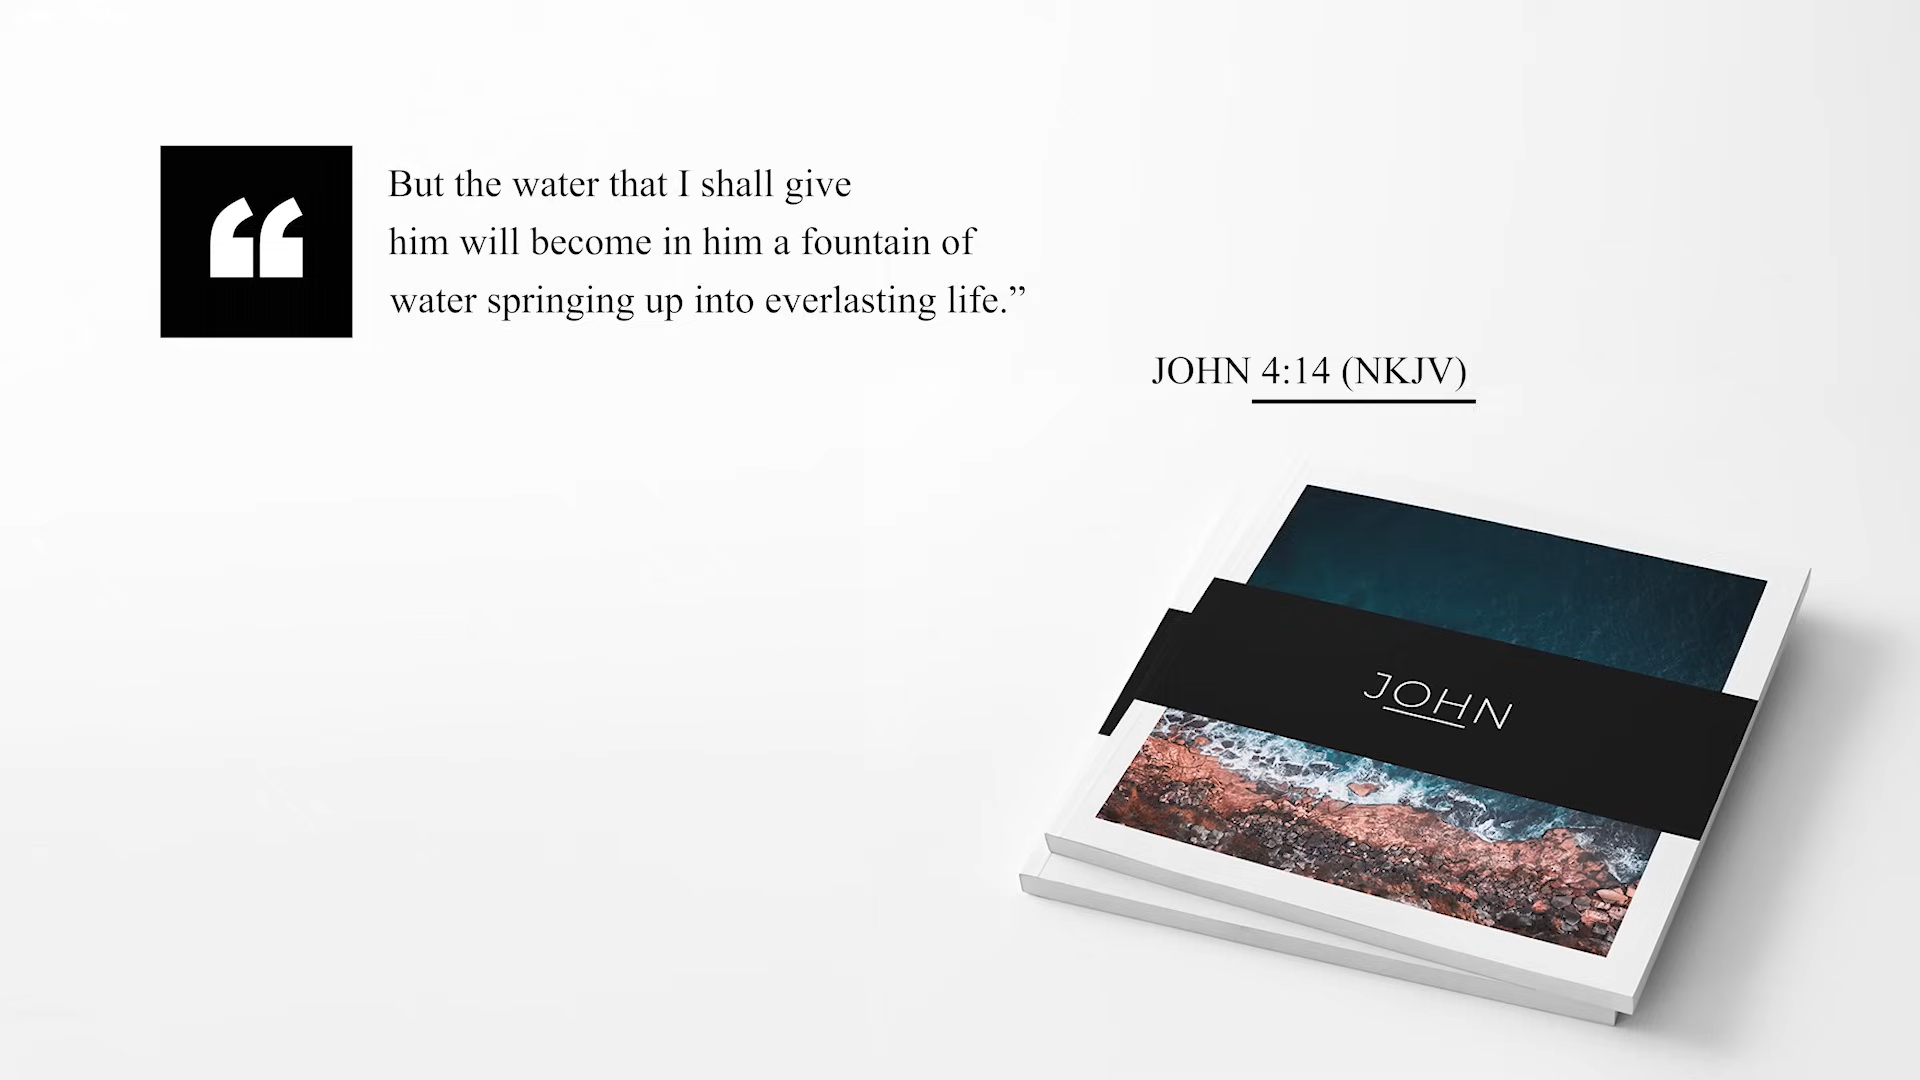 But the water that I shall give
him will become in him a fountain of
water springing up into everlasting life.”
JOHN 4:14 (NKJV)
JOHN